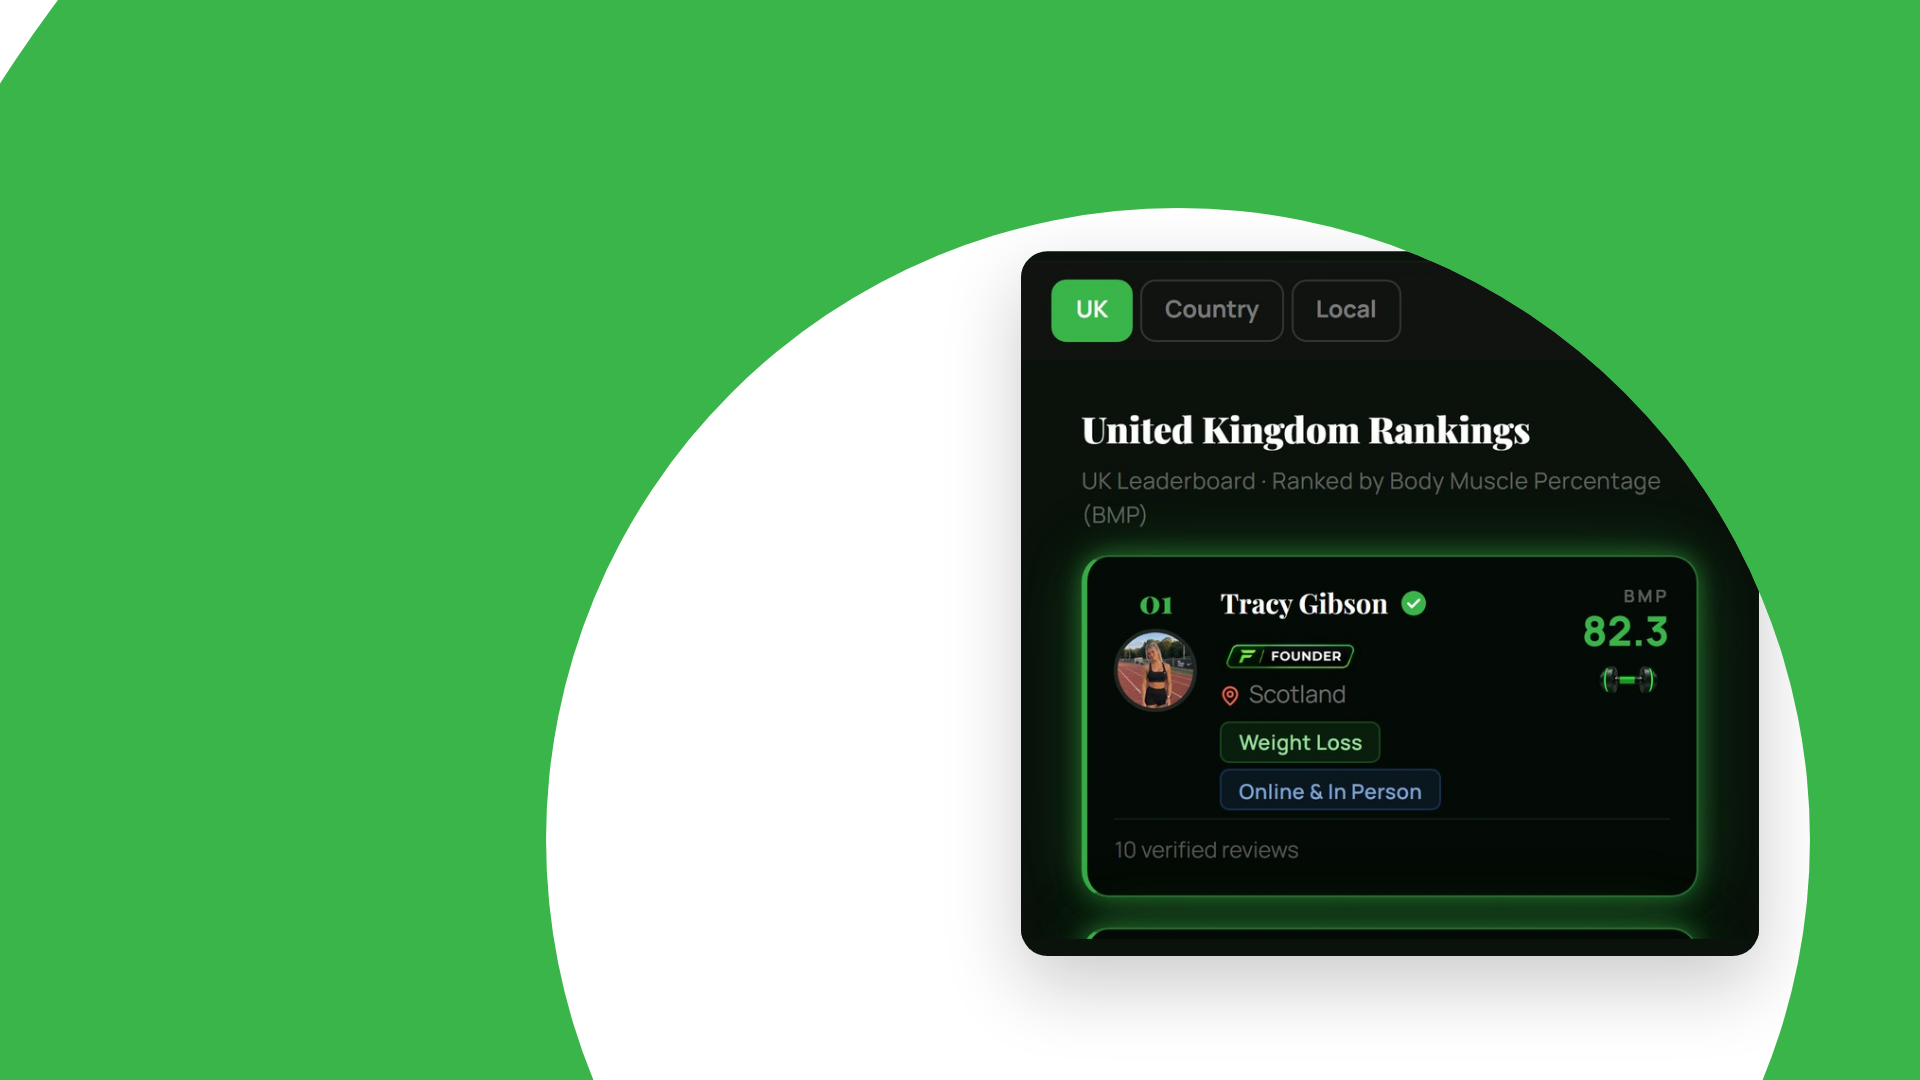 UK
Country
Local
United Kingdom Rankings
UK Leaderboard · Ranked by Body Muscle Percentage
(BMP)
01
Tracy Gibson
BMP
82.3
FOUNDER
Scotland
Weight Loss
Online & In Person
10 verified reviews